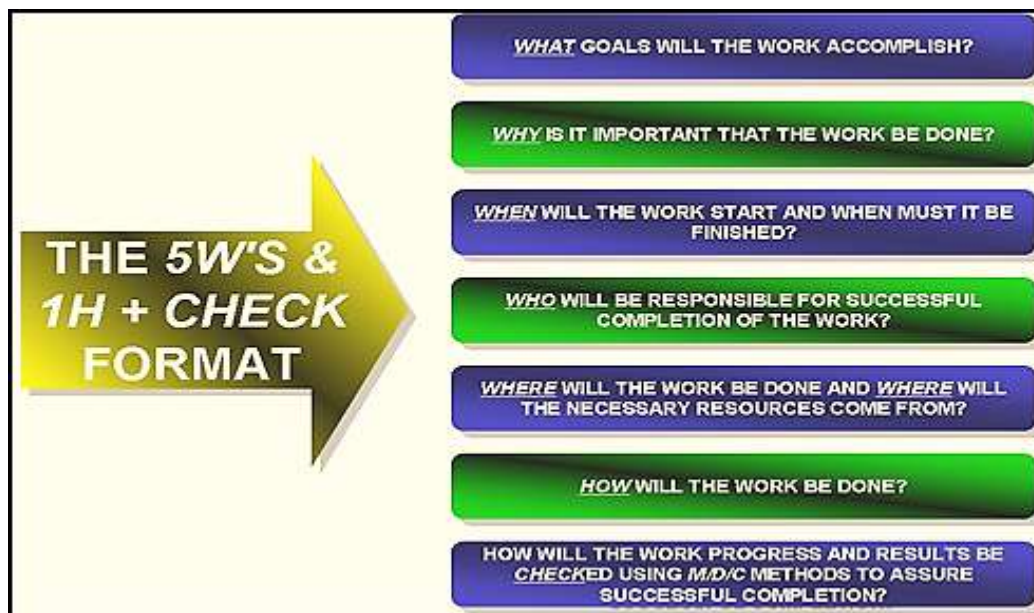 THE 5W'S &
1H + CHECK
FORMAT
WHAT GOALS WILL THE WORK ACCOMPLISH?
WHY IS IT IMPORTANT THAT THE WORK BE DONE?
WHEN WILL THE WORK START AND WHEN MUST IT BE
FINISHED?
WHO WILL BE RESPONSIBLE FOR SUCCESSFUL
COMPLETION OF THE WORK?
WHERE WILL THE WORK BE DONE AND WHERE WILL
THE NECESSARY RESOURCES COME FROM?
HOW WILL THE WORK BE DONE?
HOW WILL THE WORK PROGRESS AND RESULTS BE
CHECKED USING M/D/C METHODS TO ASSURE
SUCCESSFUL COMPLETION?